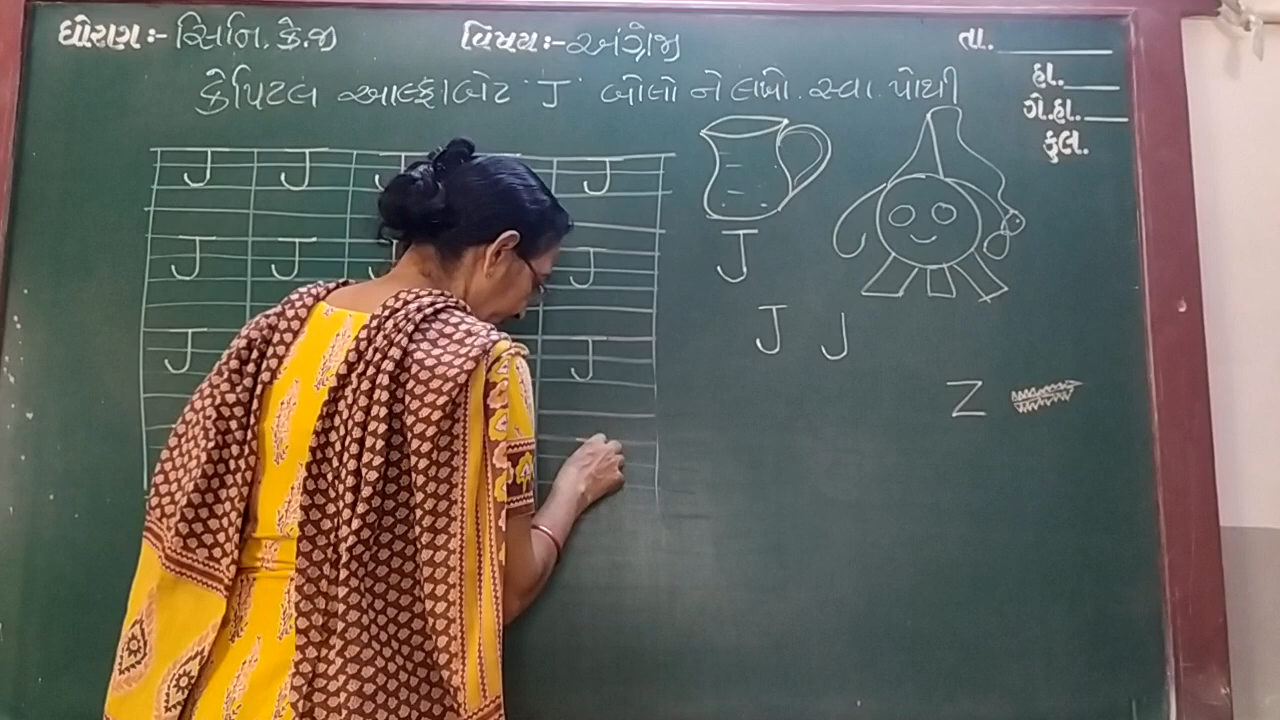 ધોરણ:- સિનિ. કે.જી વિષય:- અંગ્રેજી તા.
હા.
ગે.હા.
કુલ.
કેપિટલ આલ્ફાબેટ 'J' બોલો ને લખો. સ્વા. પોથી
J J J J
J J J J
J J
J
J J
Z